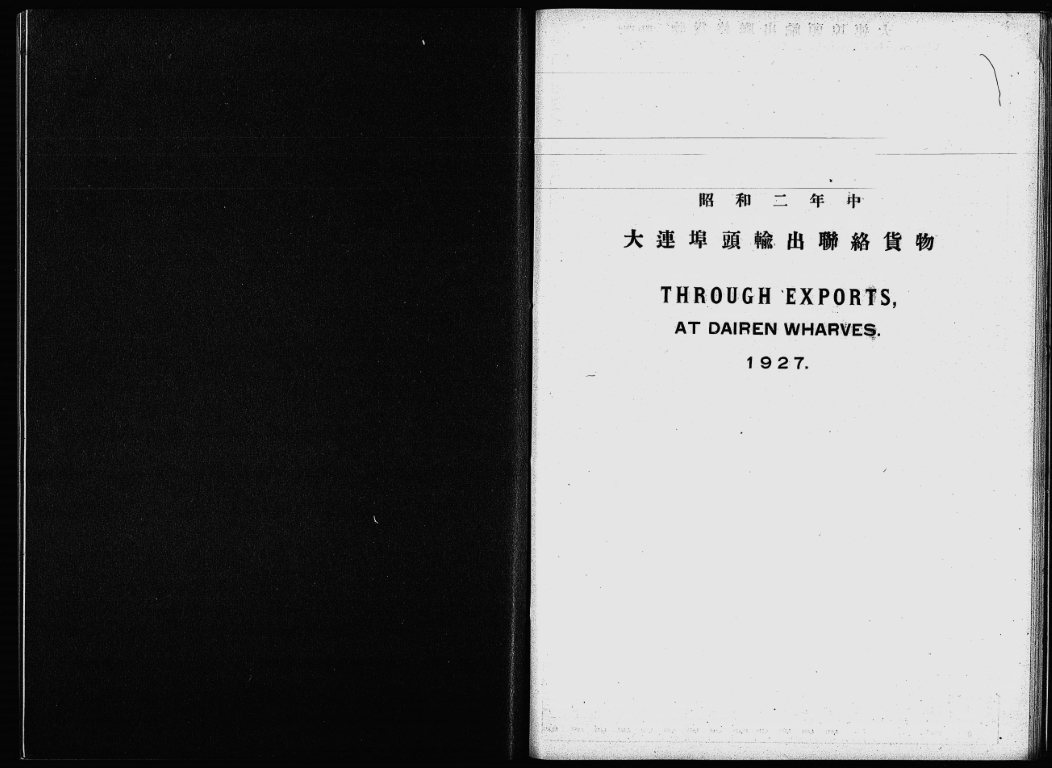 昭和二年中
大連埠頭輸出聯絡貨物
THROUGH EXPORTS,
AT DAIREN WHARVES.
1927.